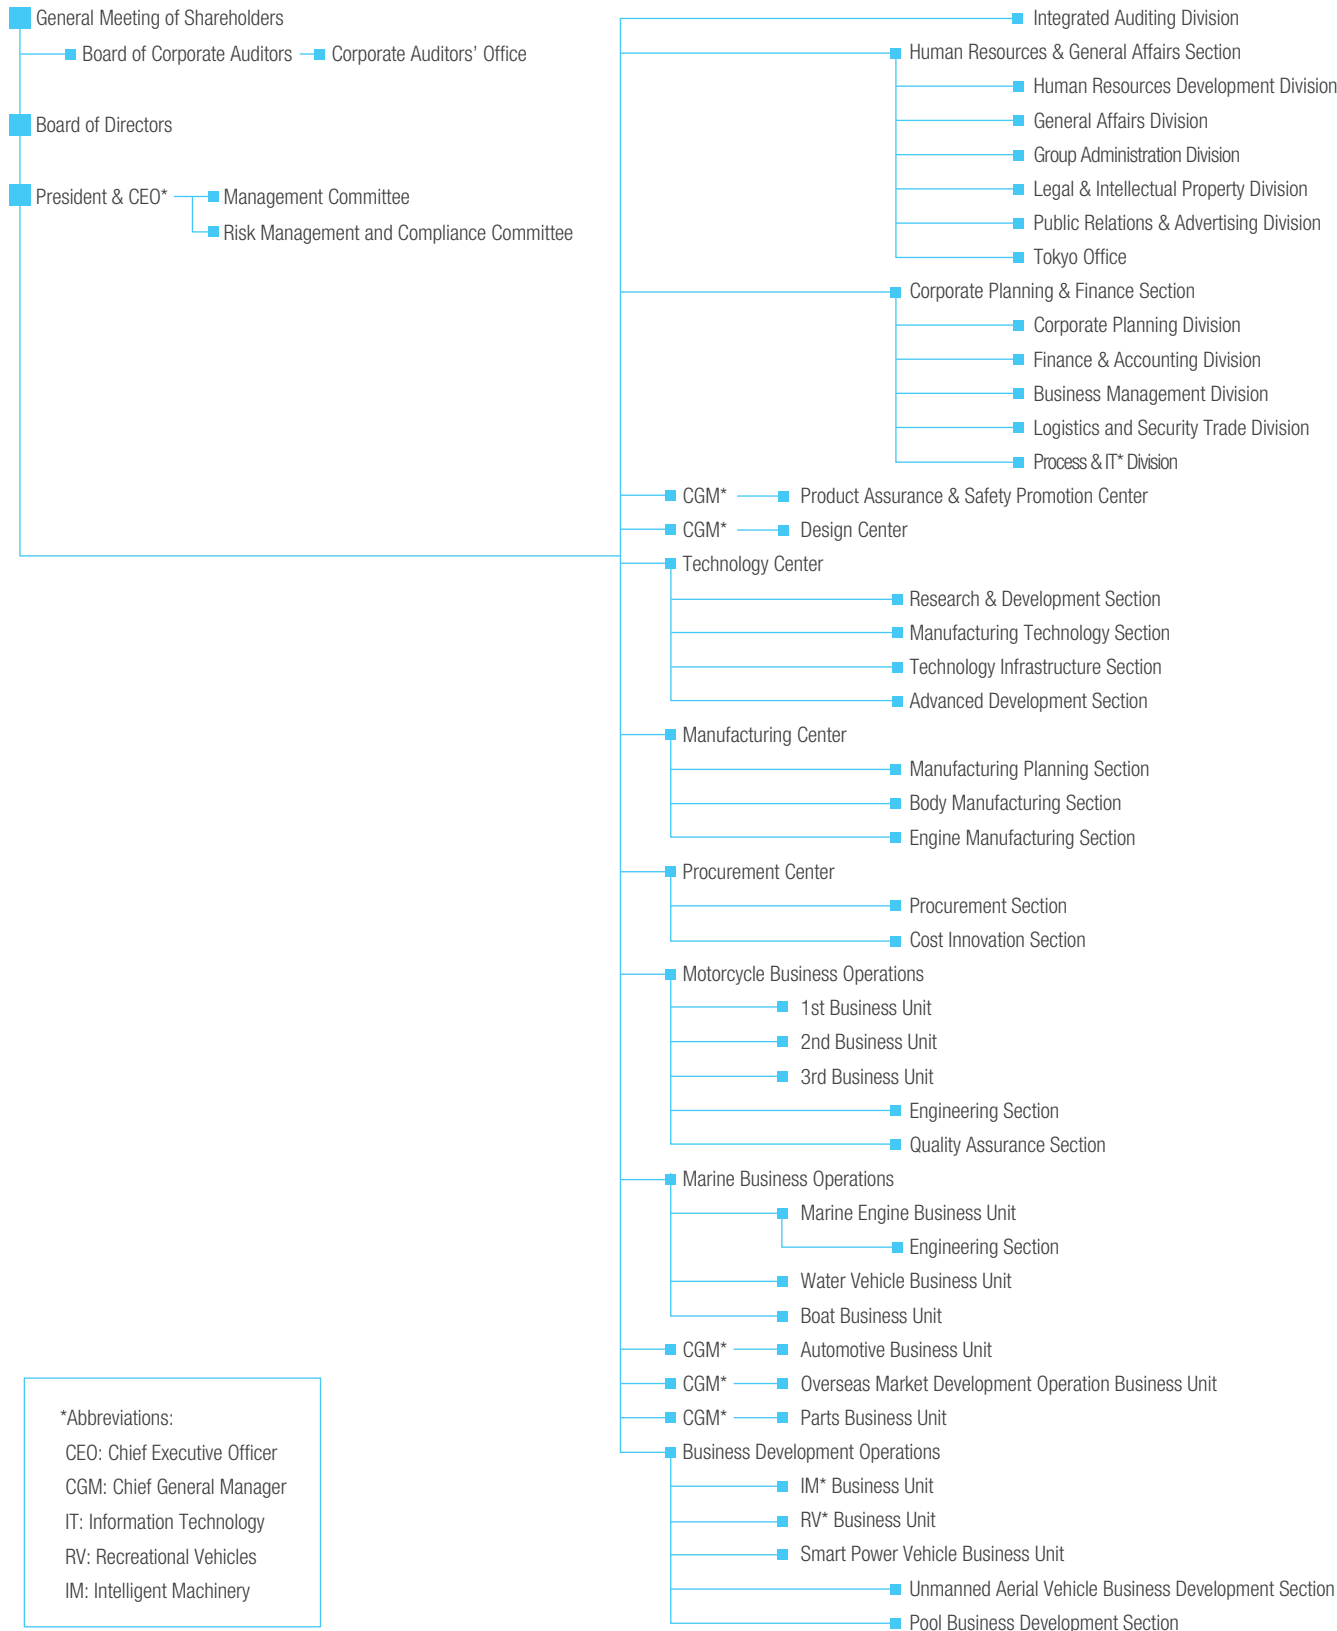 General Meeting of Shareholders
Board of Corporate Auditors
Corporate Auditors’ Office
Board of Directors
President & CEO*
Management Committee
Risk Management and Compliance Committee
Integrated Auditing Division
Human Resources & General Affairs Section
Human Resources Development Division
General Affairs Division
Group Administration Division
Legal & Intellectual Property Division
Public Relations & Advertising Division
Tokyo Office
Corporate Planning & Finance Section
Corporate Planning Division
Finance & Accounting Division
Business Management Division
Logistics and Security Trade Division
Process & IT* Division
CGM*
Product Assurance & Safety Promotion Center
CGM*
Design Center
Technology Center
Research & Development Section
Manufacturing Technology Section
Technology Infrastructure Section
Advanced Development Section
Manufacturing Center
Manufacturing Planning Section
Body Manufacturing Section
Engine Manufacturing Section
Procurement Center
Procurement Section
Cost Innovation Section
Motorcycle Business Operations
1st Business Unit
2nd Business Unit
3rd Business Unit
Engineering Section
Quality Assurance Section
Marine Business Operations
Marine Engine Business Unit
Engineering Section
Water Vehicle Business Unit
Boat Business Unit
CGM*
Automotive Business Unit
CGM*
Overseas Market Development Operation Business Unit
CGM*
Parts Business Unit
Business Development Operations
IM* Business Unit
RV* Business Unit
Smart Power Vehicle Business Unit
Unmanned Aerial Vehicle Business Development Section
Pool Business Development Section
*Abbreviations:
CEO: Chief Executive Officer
CGM: Chief General Manager
IT: Information Technology
RV: Recreational Vehicles
IM: Intelligent Machinery